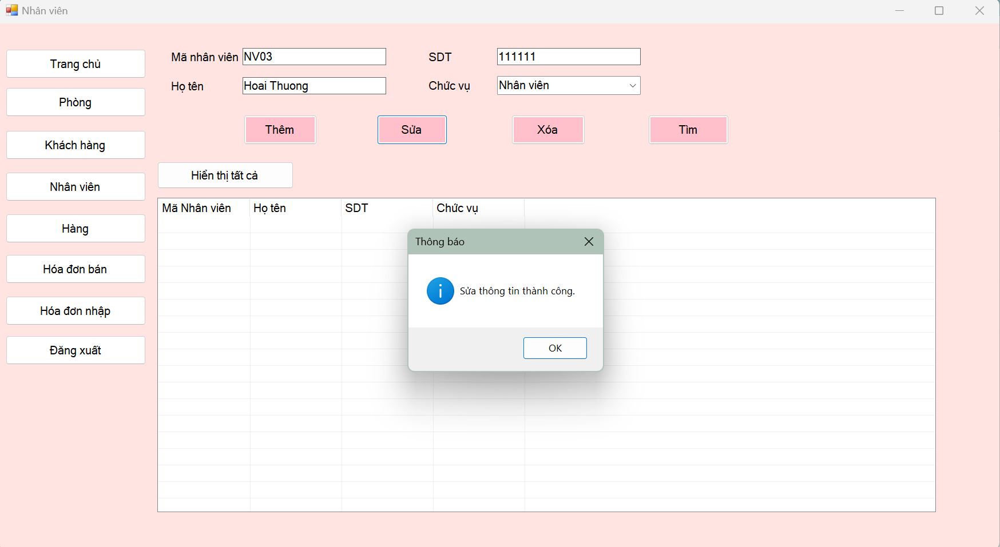 Nhân viên
Trang chủ
Phòng
Khách hàng
Nhân viên
Hàng
Hóa đơn bán
Hóa đơn nhập
Đăng xuất
Mã nhân viên NV03 SDT 111111
Họ tên Hoai Thuong Chức vụ Nhân viên
Thêm Sửa Xóa Tìm
Hiển thị tất cả
Mã Nhân viên Họ tên SDT Chức vụ
Thông báo
Sửa thông tin thành công.
OK